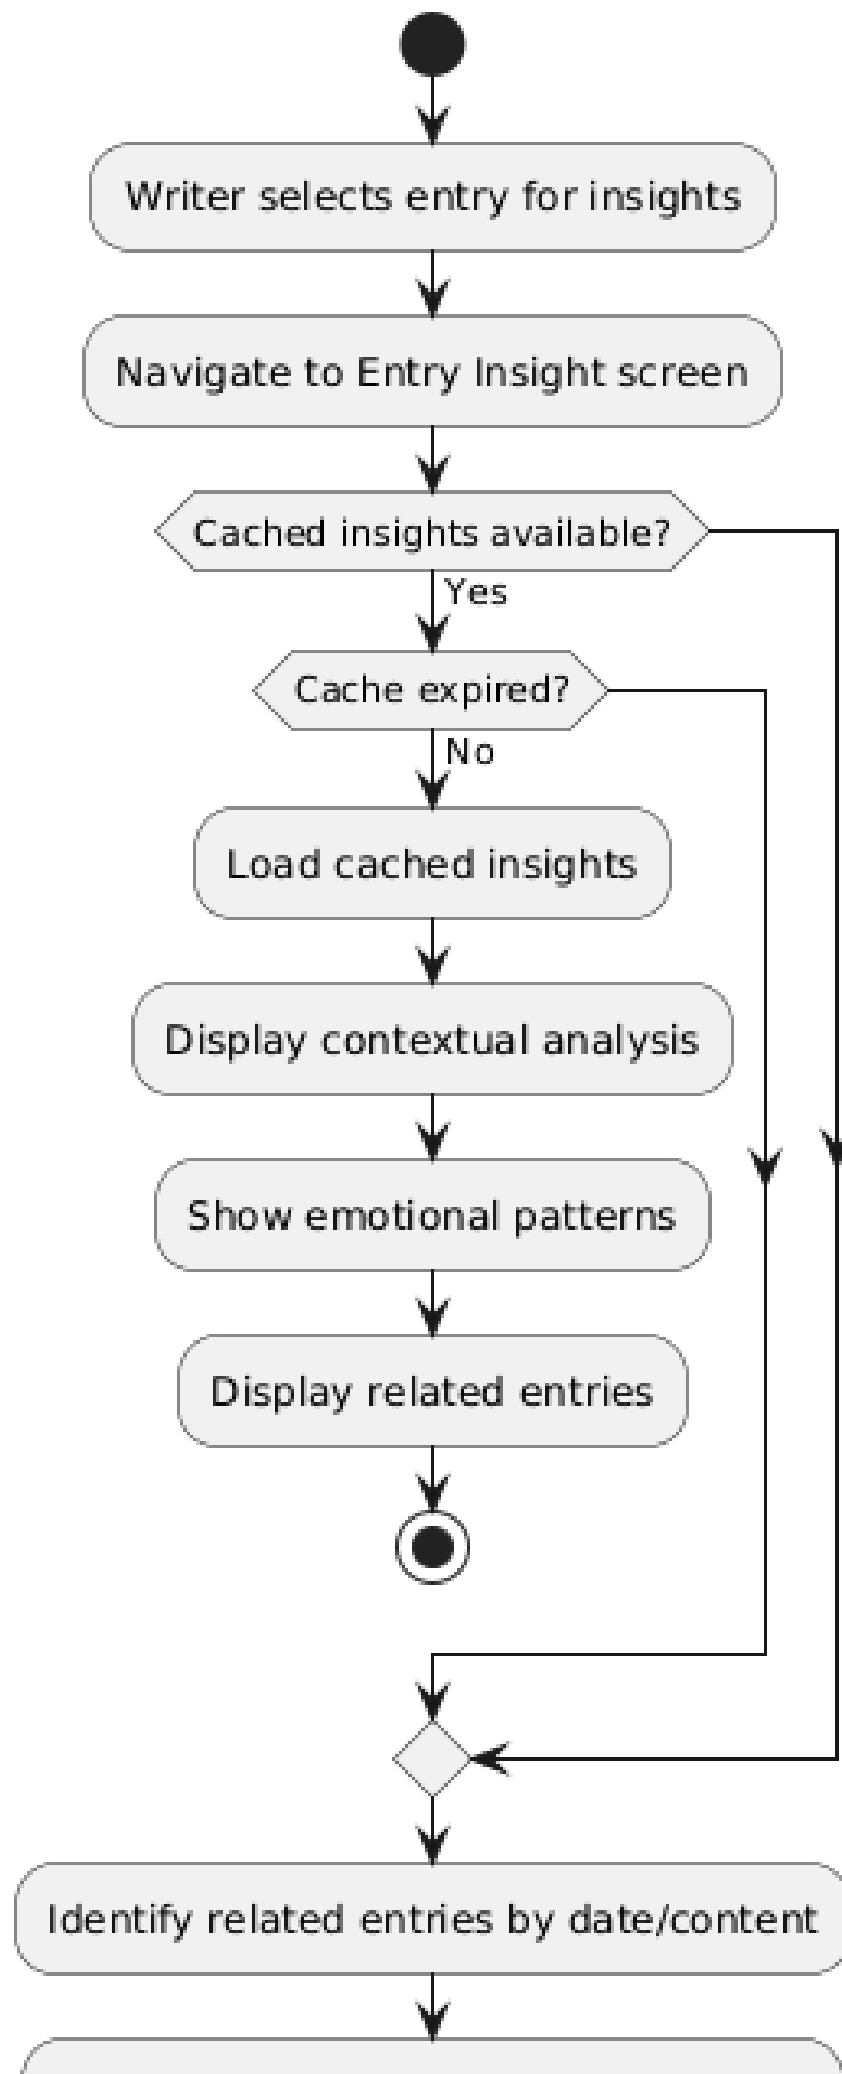 Writer selects entry for insights
Navigate to Entry Insight screen
Cached insights available?
Yes
Cache expired?
No
Load cached insights
Display contextual analysis
Show emotional patterns
Display related entries
Identify related entries by date/content